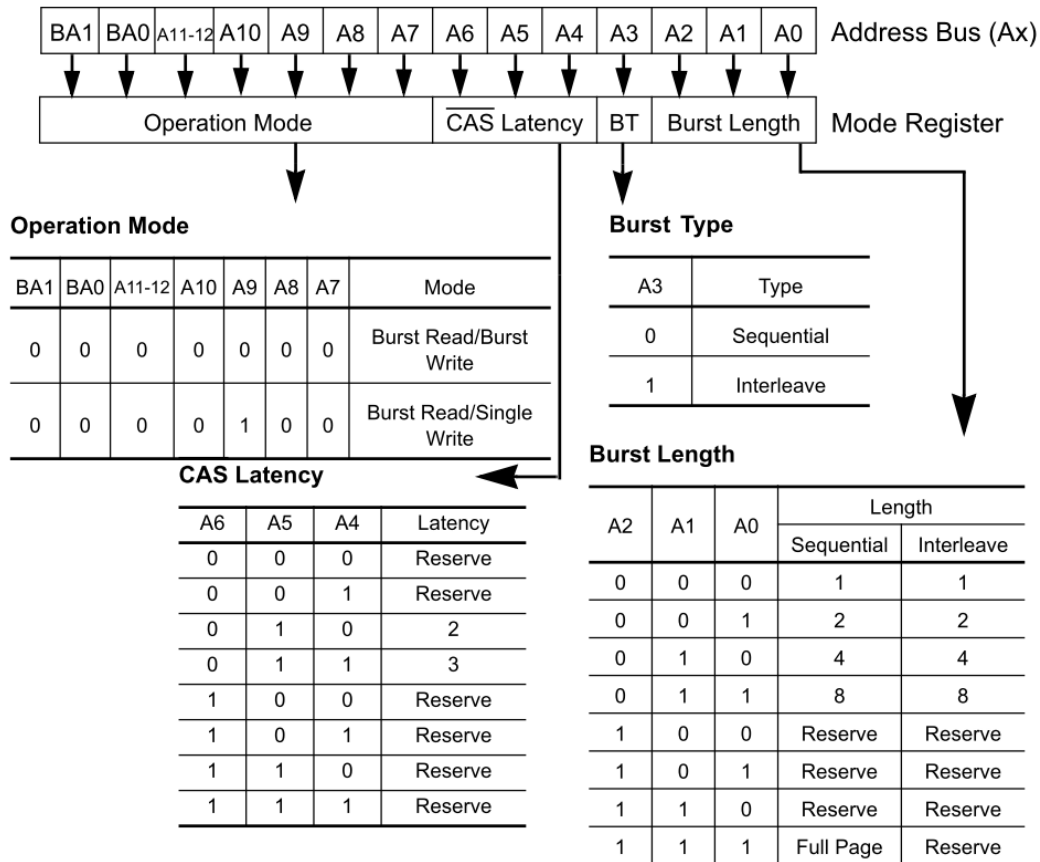 BA1 BA0 A11-12 A10 A9 A8 A7 A6 A5 A4 A3 A2 A1 A0 Address Bus (Ax)
Operation Mode CAS Latency BT Burst Length Mode Register
Operation Mode
BA1 BA0 A11-12 A10 A9 A8 A7 Mode
0 0 0 0 0 0 0 Burst Read/Burst
Write
0 0 0 0 1 0 0 Burst Read/Single
Write
Burst Type
A3 Type
0 Sequential
1 Interleave
CAS Latency
A6 A5 A4 Latency
0 0 0 Reserve
0 0 1 Reserve
0 1 0 2
0 1 1 3
1 0 0 Reserve
1 0 1 Reserve
1 1 0 Reserve
1 1 1 Reserve
Burst Length
A2 A1 A0 Length
Sequential Interleave
0 0 0 1 1
0 0 1 2 2
0 1 0 4 4
0 1 1 8 8
1 0 0 Reserve Reserve
1 0 1 Reserve Reserve
1 1 0 Reserve Reserve
1 1 1 Full Page Reserve